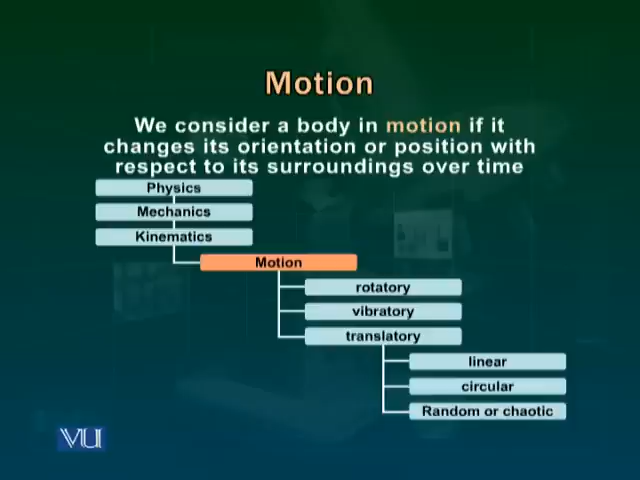 Motion
We consider a body in motion if it
changes its orientation or position with
respect to its surroundings over time
Physics
Mechanics
Kinematics
Motion
rotatory
vibratory
translatory
linear
circular
Random or chaotic
VU